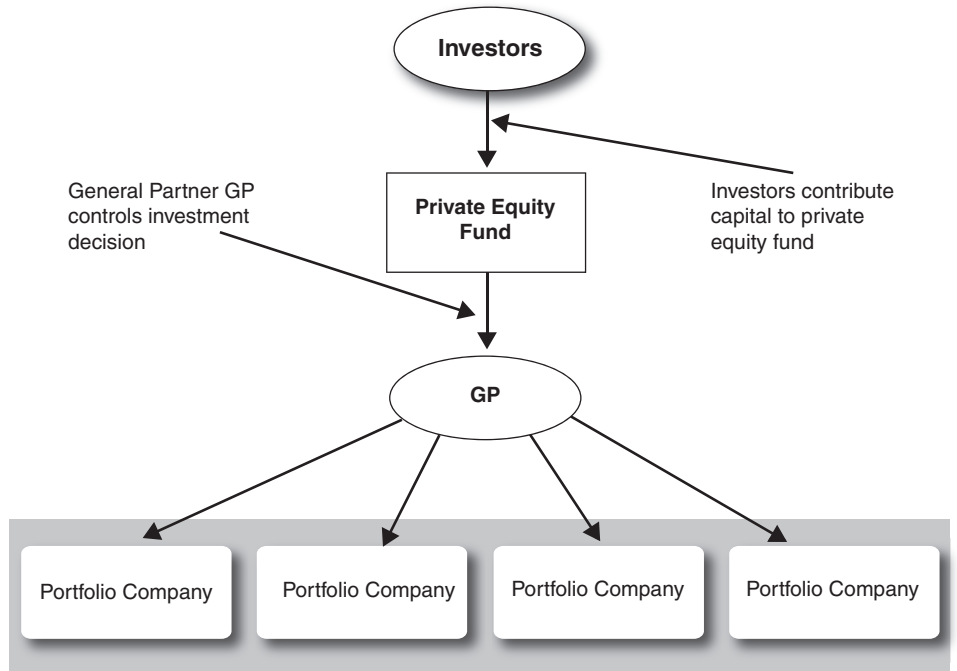 Investors
General Partner GP
controls investment
decision
Investors contribute
capital to private
equity fund
Private Equity
Fund
GP
Portfolio Company
Portfolio Company
Portfolio Company
Portfolio Company